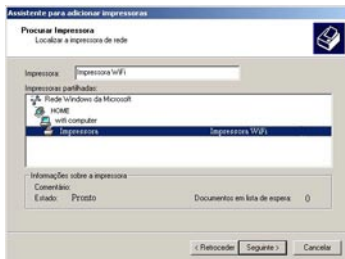 Assistente para adicionar impressoras
Procurar Impressora
Localizar a impressora de rede
Impressora: Impressora WiFi
Impressoras partilhadas:
Rede Windows da Microsoft
HOME
wifi computer
Impressora Impressora WiFi
Informações sobre a impressora
Comentário:
Estado: Pronto Documentos em lista de espera: 0
< Retroceder Seguinte > Cancelar